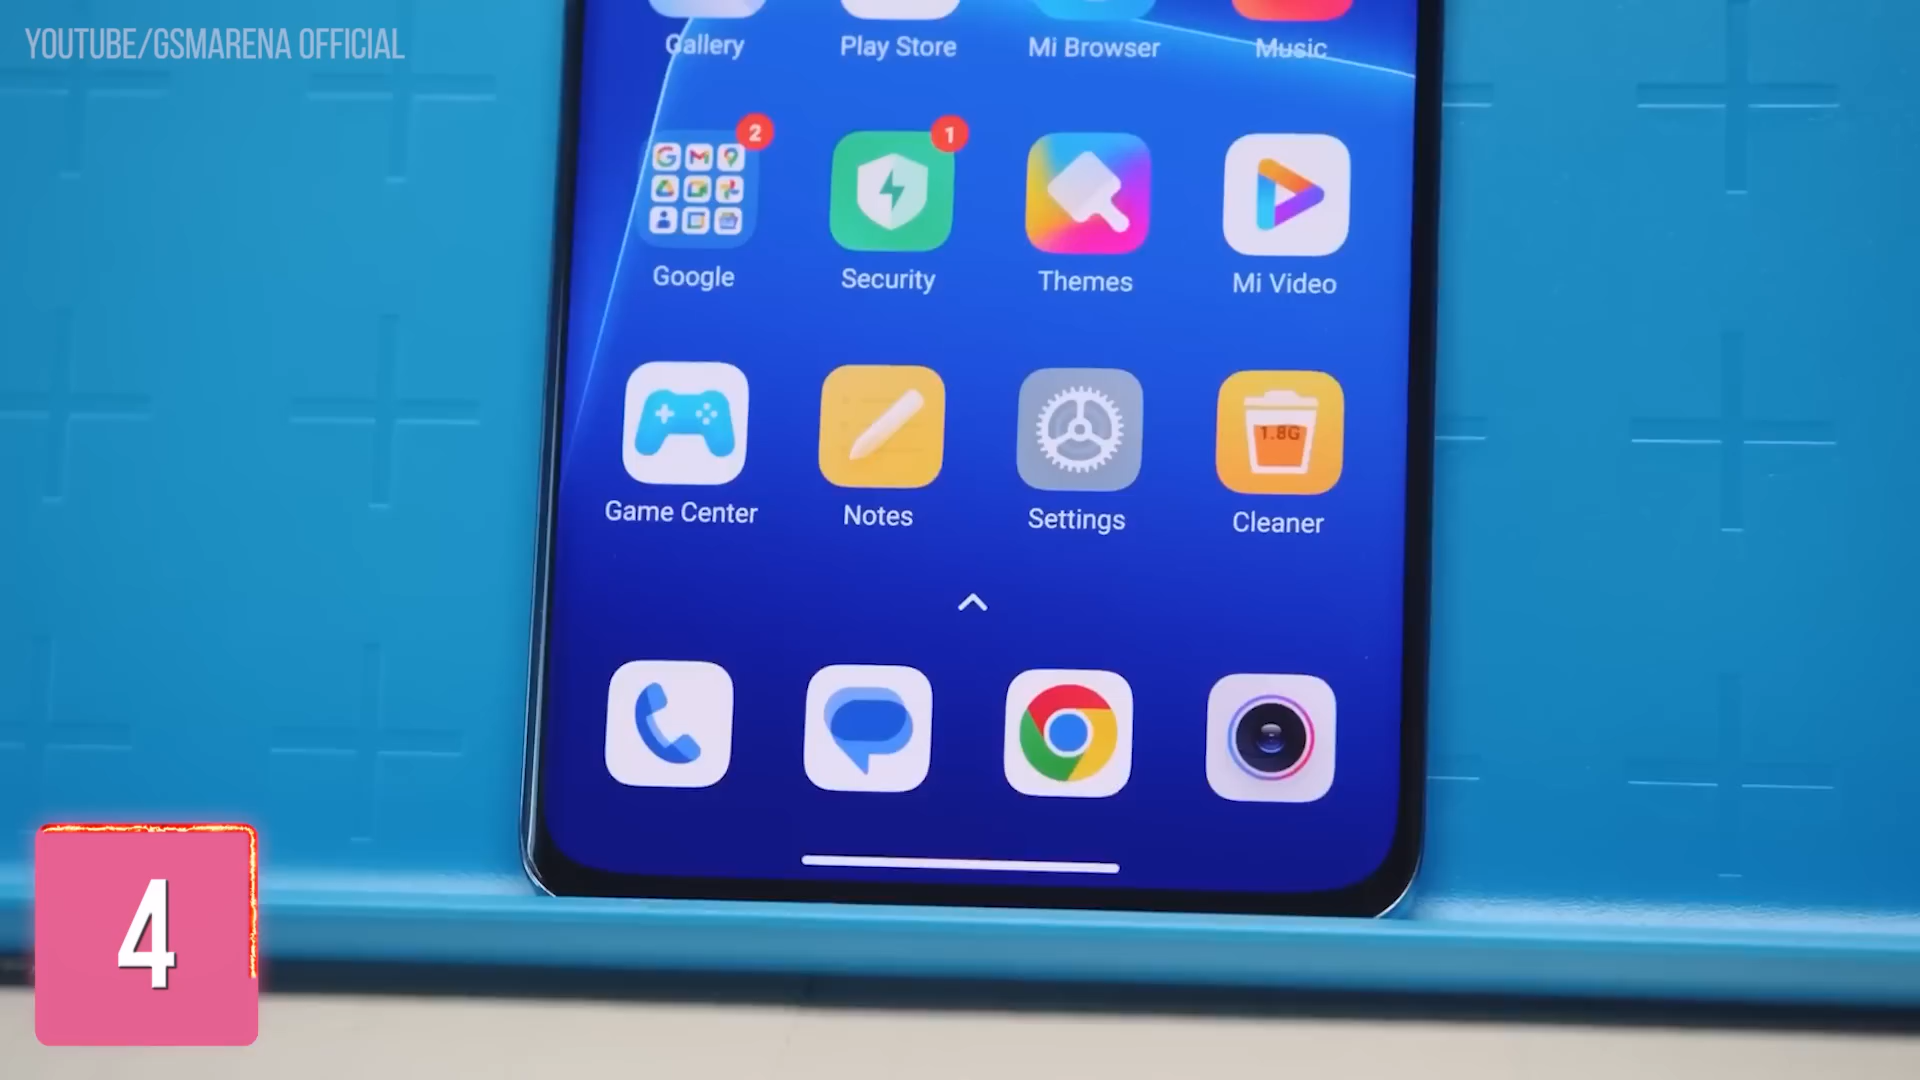 YOUTUBE/GSMARENA OFFICIAL
Gallery Play Store Mi Browser Music
2 1
Google Security Themes Mi Video
1.8G
Game Center Notes Settings Cleaner
4